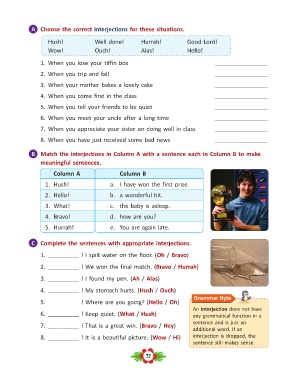 A Choose the correct interjections for these situations.
Hush! Well done! Hurrah! Good Lord!
Wow! Ouch! Alas! Hello!
1. When you lose your tiffin box ____________
2. When you trip and fall ____________
3. When your mother bakes a lovely cake ____________
4. When you come first in the class ____________
5. When you tell your friends to be quiet ____________
6. When you meet your uncle after a long time ____________
7. When you appreciate your sister on doing well in class ____________
8. When you have just received some bad news ____________
B Match the interjections in Column A with a sentence each in Column B to make
meaningful sentences.
Column A Column B
1. Hush! a. I have won the first prize.
2. Hello! b. a wonderful hit.
3. What! c. the baby is asleep.
4. Bravo! d. how are you?
5. Hurrah! e. You are again late.
C Complete the sentences with appropriate interjections.
1. ________ ! I spilt water on the floor. (Oh / Bravo)
2. ________ ! We won the final match. (Bravo / Hurrah)
3. ________ ! I found my pen. (Ah / Alas)
4. ________ ! My stomach hurts. (Hush / Ouch)
5. ________ ! Where are you going? (Hello / Oh)
6. ________ ! Keep quiet. (What / Hush)
7. ________ ! That is a great win. (Bravo / Hey)
8. ________ ! It is a beautiful picture. (Wow / Hi)
Grammar Byte
An interjection does not have
any grammatical function in a
sentence and is just an
additional word. If an
interjection is dropped, the
sentence still makes sense.
72